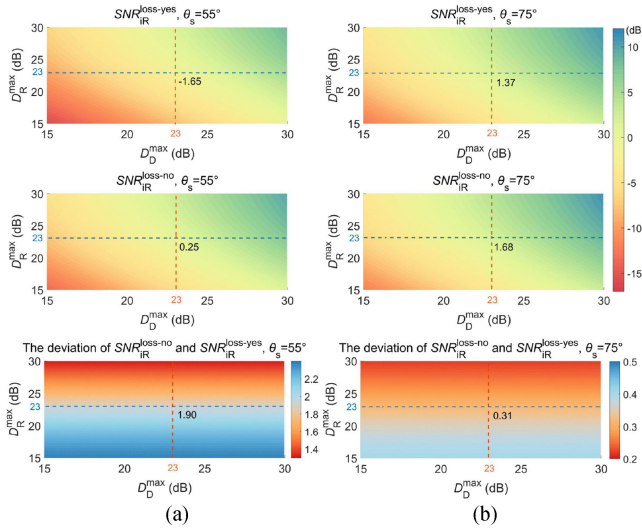 SNR_iR^loss-yes, θ_s=55°
D_R^max (dB)
30
25
23
20
15
-1.65
15 20 23 25 30
D_D^max (dB)
SNR_iR^loss-yes, θ_s=75°
D_R^max (dB)
30
25
23
20
15
1.37
15 20 23 25 30
D_D^max (dB)
(dB
10
5
0
-5
-10
-15
SNR_iR^loss-no, θ_s=55°
D_R^max (dB)
30
25
23
20
15
0.25
15 20 23 25 30
D_D^max (dB)
SNR_iR^loss-no, θ_s=75°
D_R^max (dB)
30
25
23
20
15
1.68
15 20 23 25 30
D_D^max (dB)
The deviation of SNR_iR^loss-no and SNR_iR^loss-yes, θ_s=55°
D_R^max (dB)
30
25
23
20
15
1.90
15 20 23 25 30
D_D^max (dB)
2.2
2
1.8
1.6
1.4
The deviation of SNR_iR^loss-no and SNR_iR^loss-yes, θ_s=75°
D_R^max (dB)
30
25
23
20
15
0.31
15 20 23 25 30
D_D^max (dB)
0.5
0.4
0.3
0.2
(a)
(b)